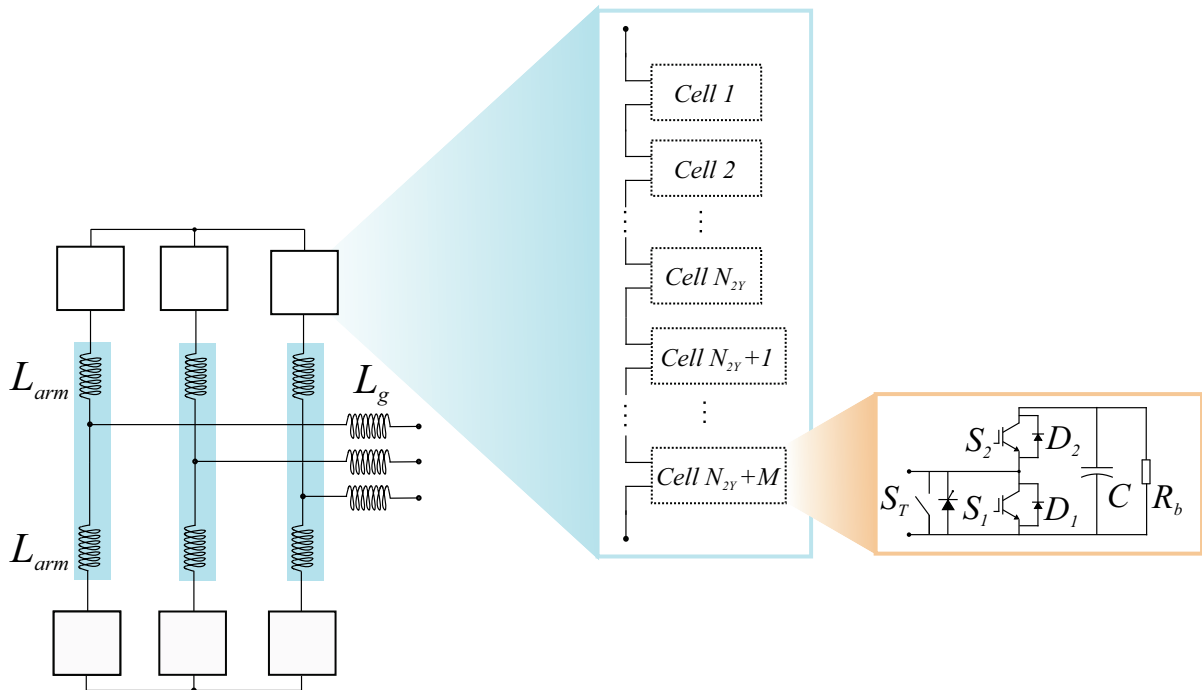 Cell 1
Cell 2
Cell N2Y
Cell N2Y+1
Cell N2Y+M
Larm
Lg
Larm
S2
D2
ST
S1
D1
C
Rb